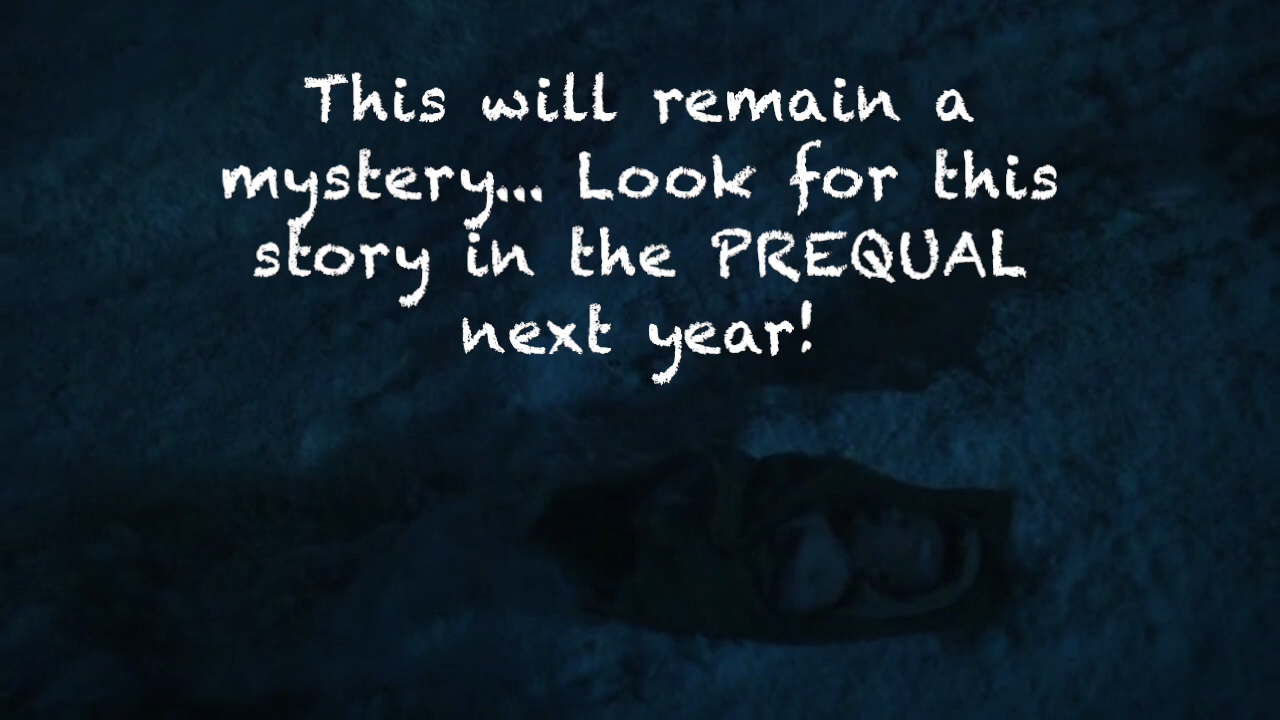 This will remain a
mystery... Look for this
story in the PREQUAL
next year!